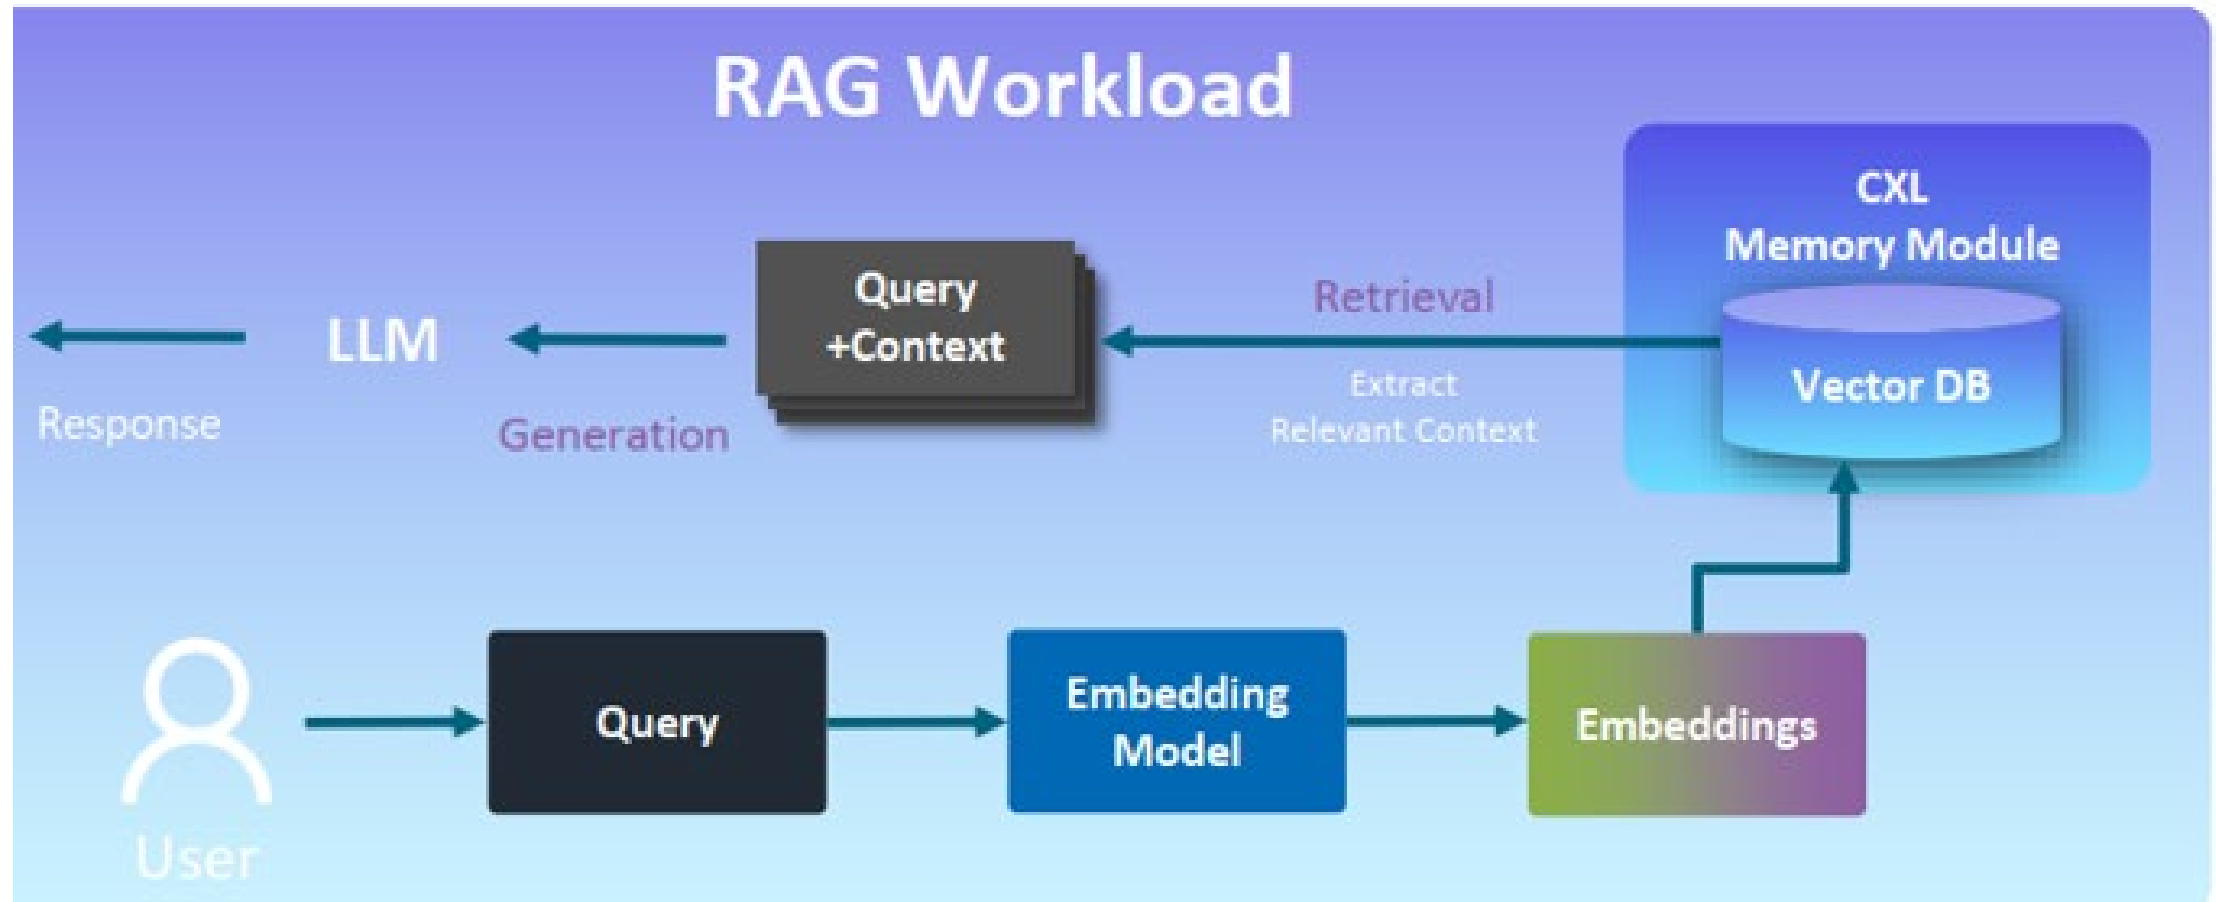 RAG Workload
CXL
Memory Module
Vector DB
Retrieval
Extract
Relevant Context
Query
+Context
Generation
LLM
Response
User
Query
Embedding
Model
Embeddings